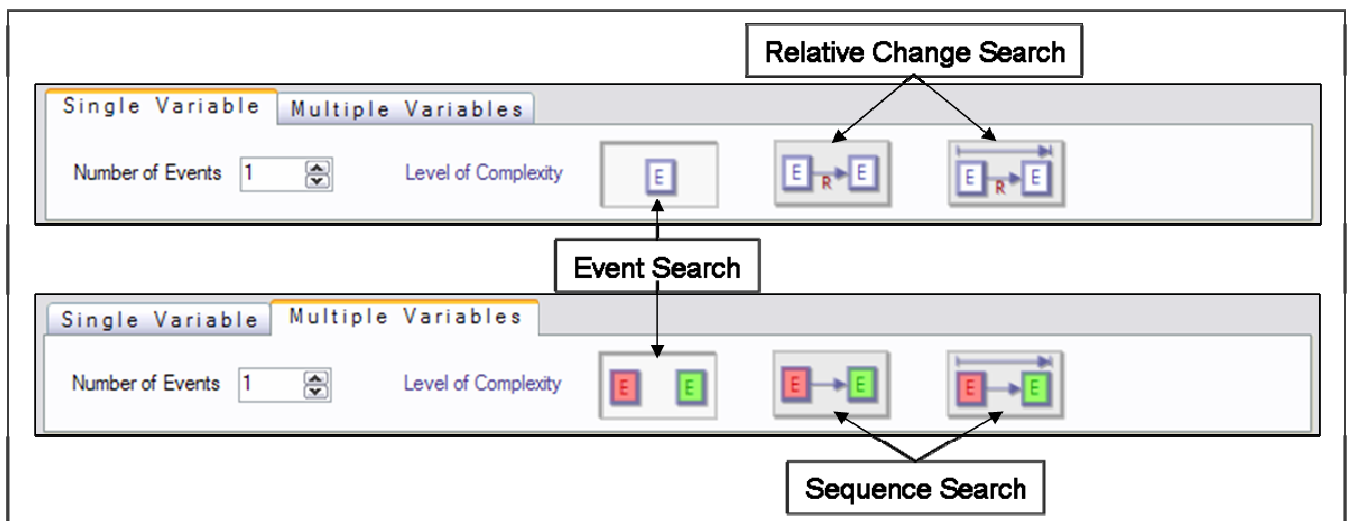 Relative Change Search
Single Variable Multiple Variables
Number of Events 1 Level of Complexity E E R E E R E
Event Search
Single Variable Multiple Variables
Number of Events 1 Level of Complexity E E E E E E
Sequence Search